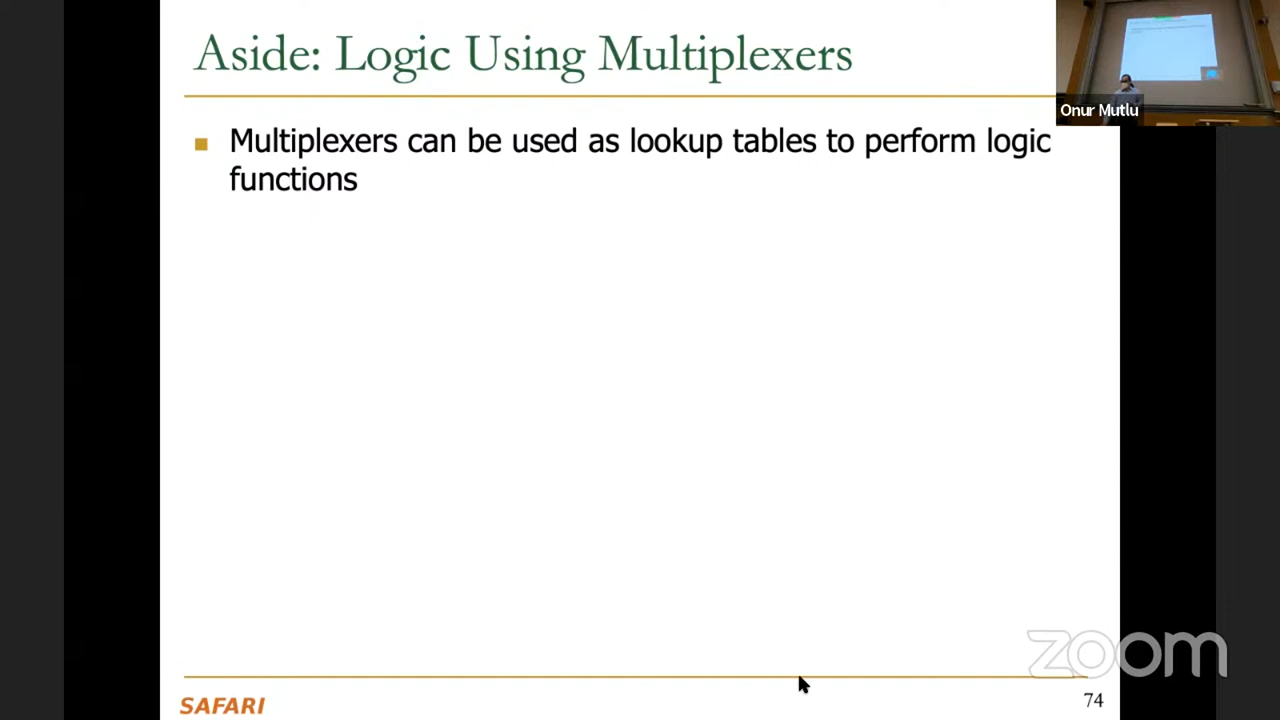 Aside: Logic Using Multiplexers
Onur Mutlu
Multiplexers can be used as lookup tables to perform logic
functions
zoom
SAFARI
74